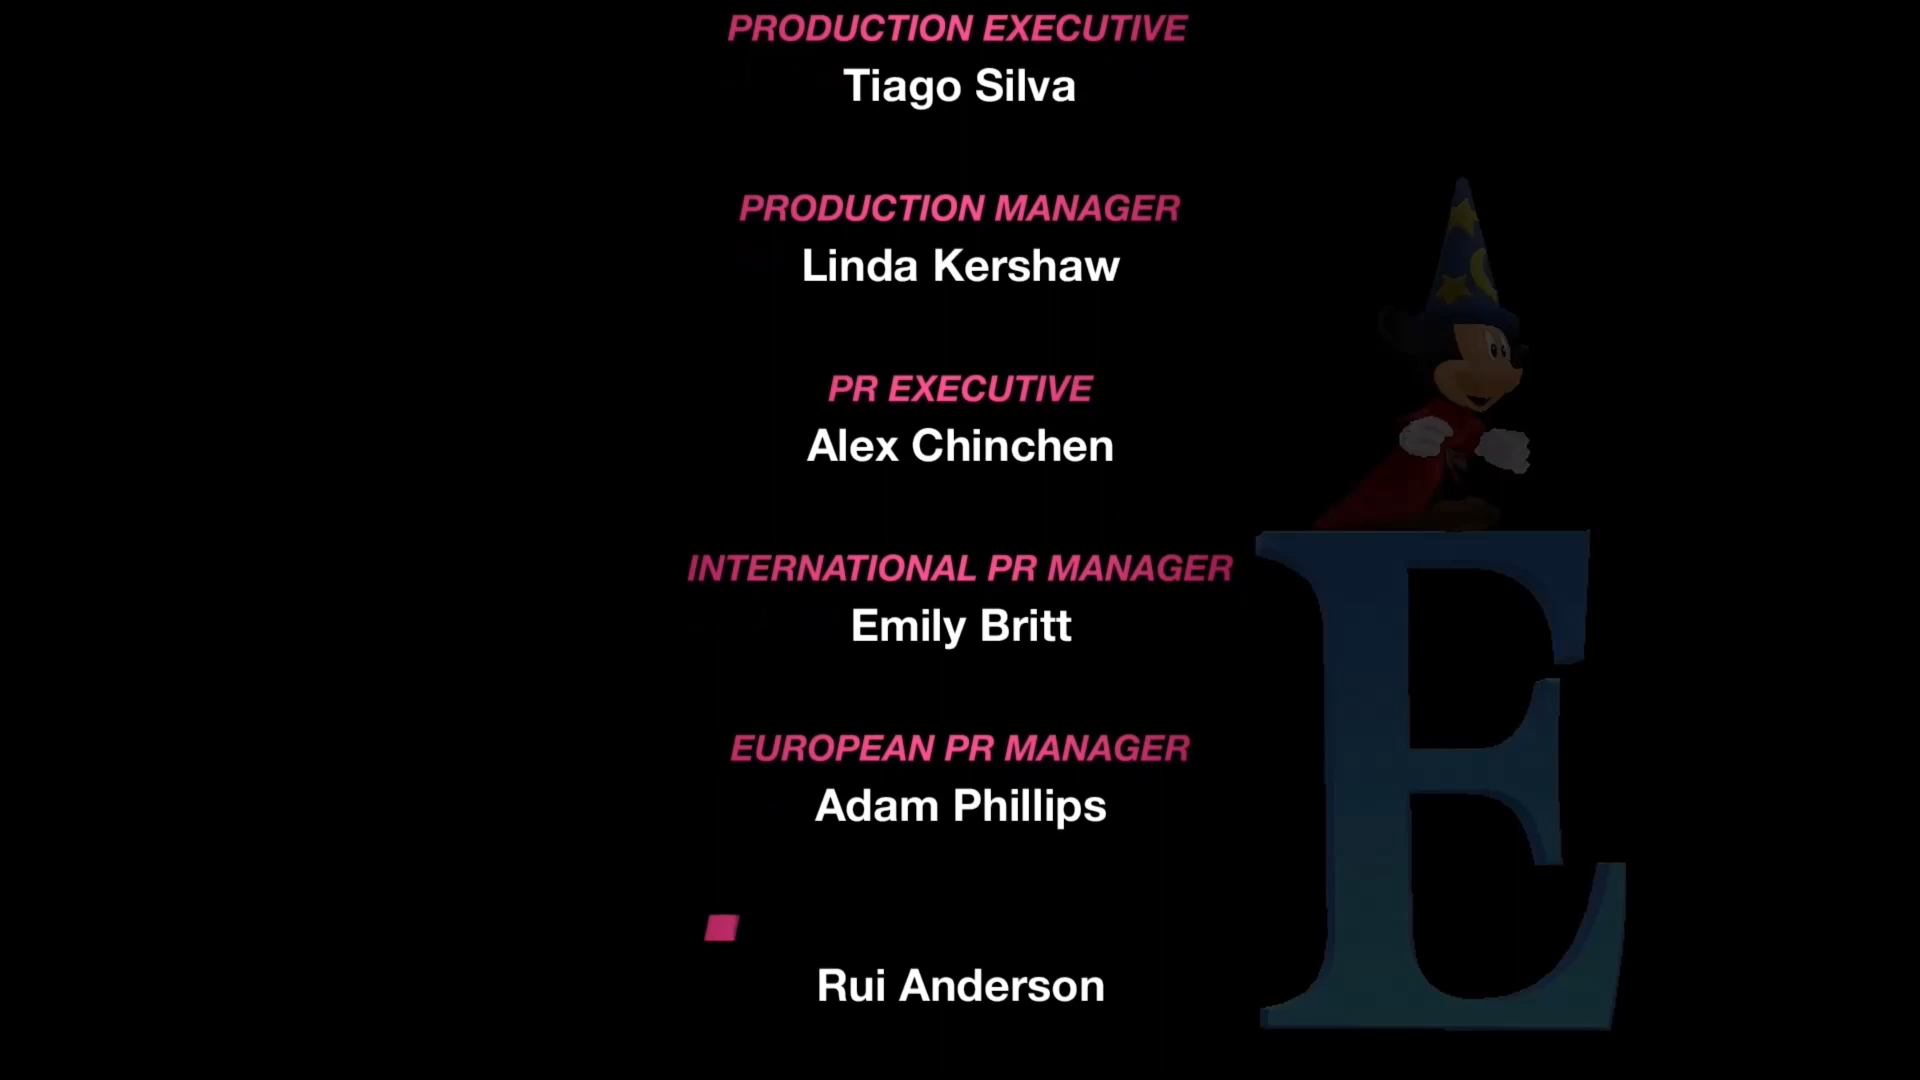 PRODUCTION EXECUTIVE
Tiago Silva
PRODUCTION MANAGER
Linda Kershaw
PR EXECUTIVE
Alex Chinchen
INTERNATIONAL PR MANAGER
Emily Britt
EUROPEAN PR MANAGER
Adam Phillips
Rui Anderson
E